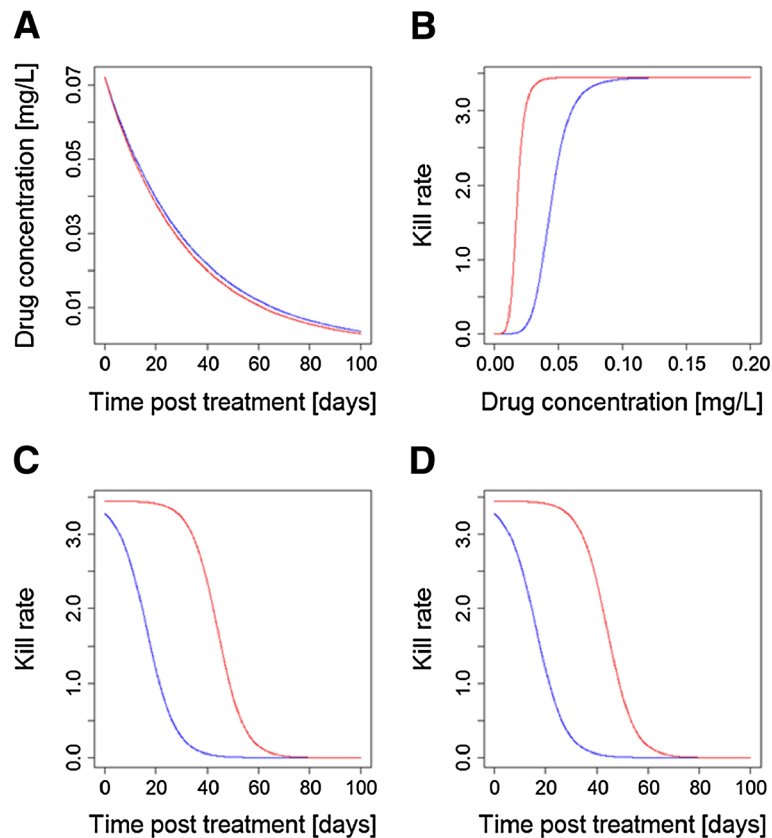 A
Drug concentration [mg/L]
0.07
0.05
0.03
0.01
0 20 40 60 80 100
Time post treatment [days]
B
Kill rate
3.0
2.0
1.0
0.0
0.00 0.05 0.10 0.15 0.20
Drug concentration [mg/L]
C
Kill rate
3.0
2.0
1.0
0.0
0 20 40 60 80 100
Time post treatment [days]
D
Kill rate
3.0
2.0
1.0
0.0
0 20 40 60 80 100
Time post treatment [days]